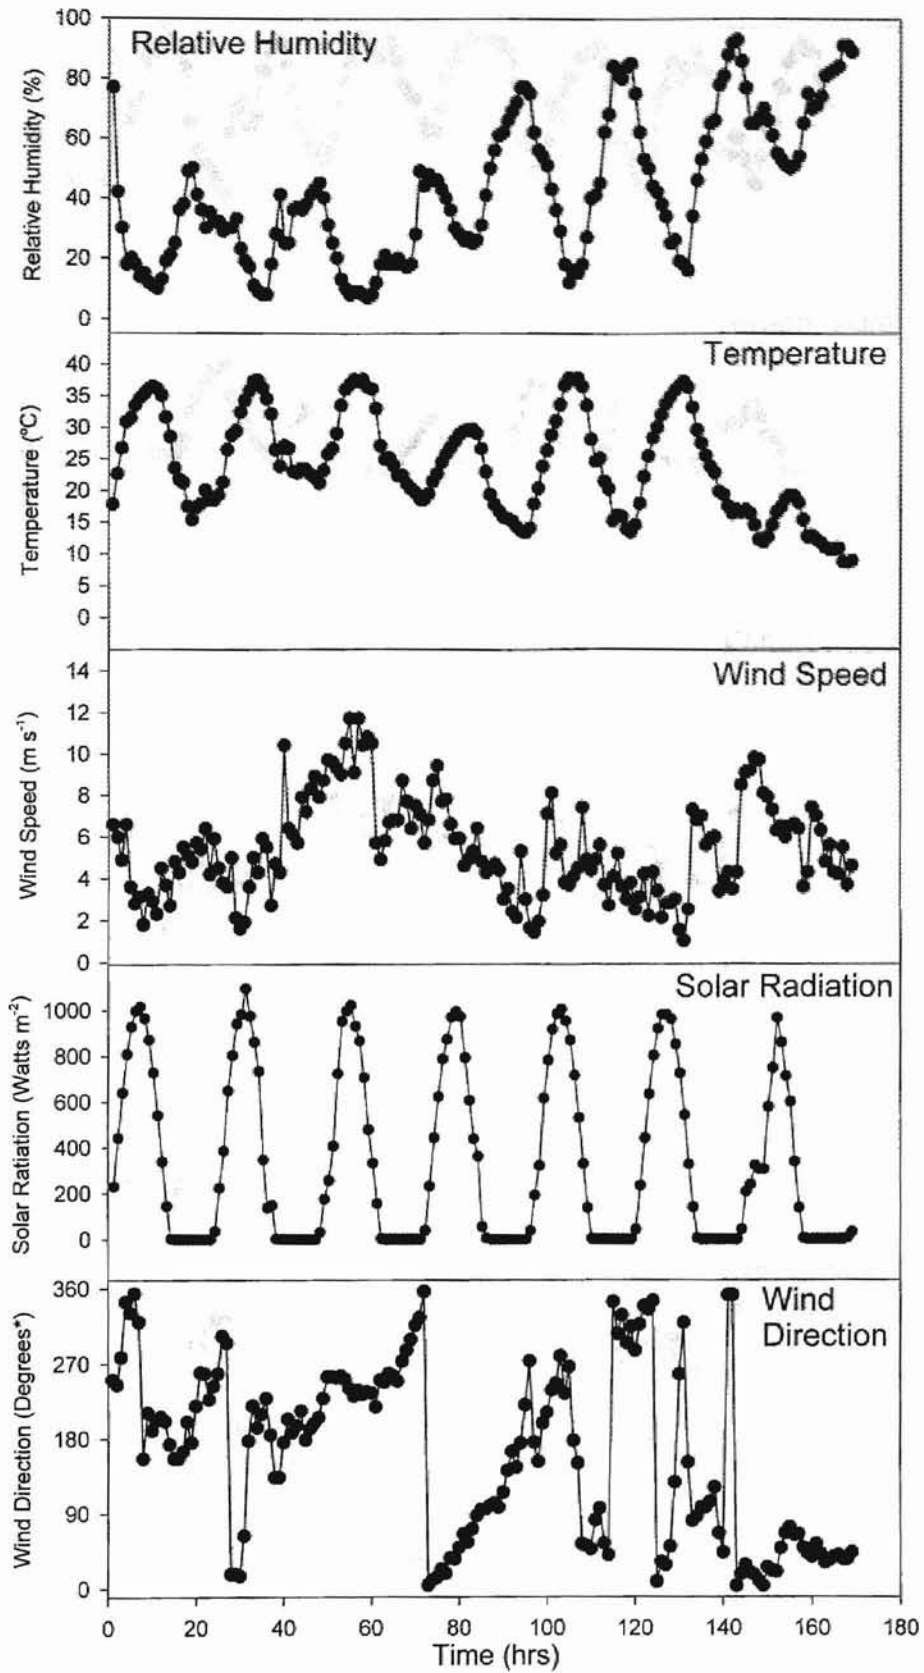 Relative Humidity
Relative Humidity (%)
100
80
60
40
20
0
Temperature
Temperature (°C)
40
35
30
25
20
15
10
5
0
Wind Speed
Wind Speed (m s⁻¹)
14
12
10
8
6
4
2
0
Solar Radiation
Solar Ratiation (Watts m⁻²)
1000
800
600
400
200
0
Wind
Direction
Wind Direction (Degrees*)
360
270
180
90
0
0 20 40 60 80 100 120 140 160 180
Time (hrs)